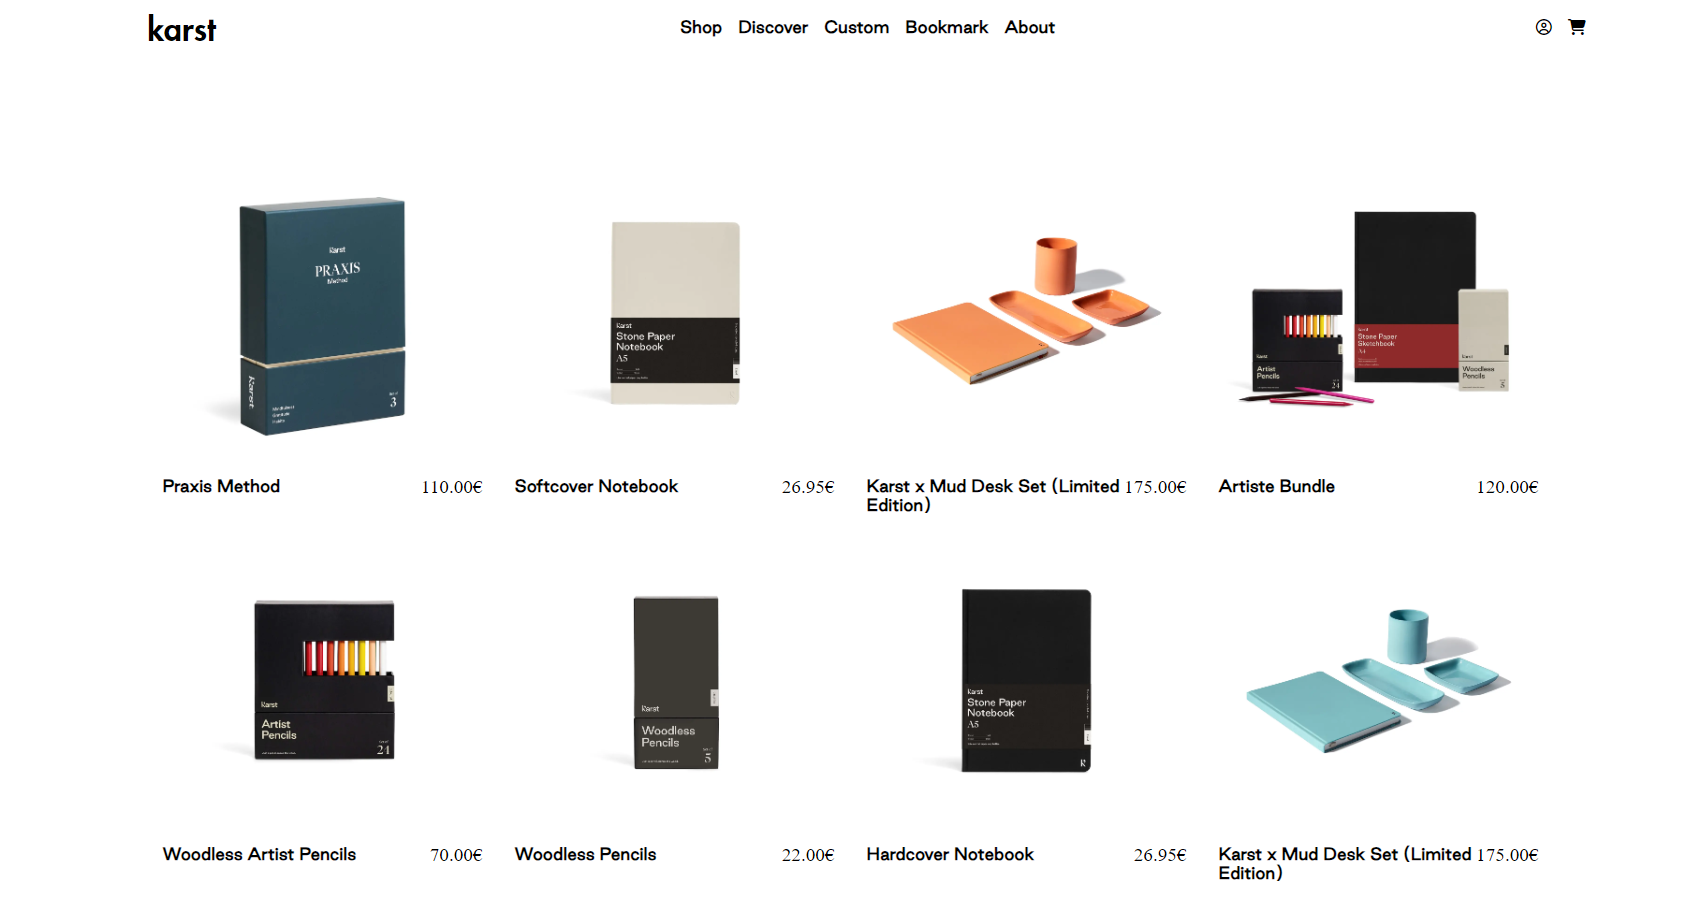 karst
Shop Discover Custom Bookmark About
Karst
PRAXIS
Method
Karst
3
Karst
Stone Paper
Notebook
A5
Karst
Stone Paper
Sketchbook
A4
Karst
Artist
Pencils
24
Karst
Woodless
Pencils
5
Praxis Method 110.00€
Softcover Notebook 26.95€
Karst x Mud Desk Set (Limited 175.00€
Edition)
Artiste Bundle 120.00€
Karst
Artist
Pencils
24
Karst
Woodless
Pencils
5
Karst
Stone Paper
Notebook
A5
K
Woodless Artist Pencils 70.00€
Woodless Pencils 22.00€
Hardcover Notebook 26.95€
Karst x Mud Desk Set (Limited 175.00€
Edition)